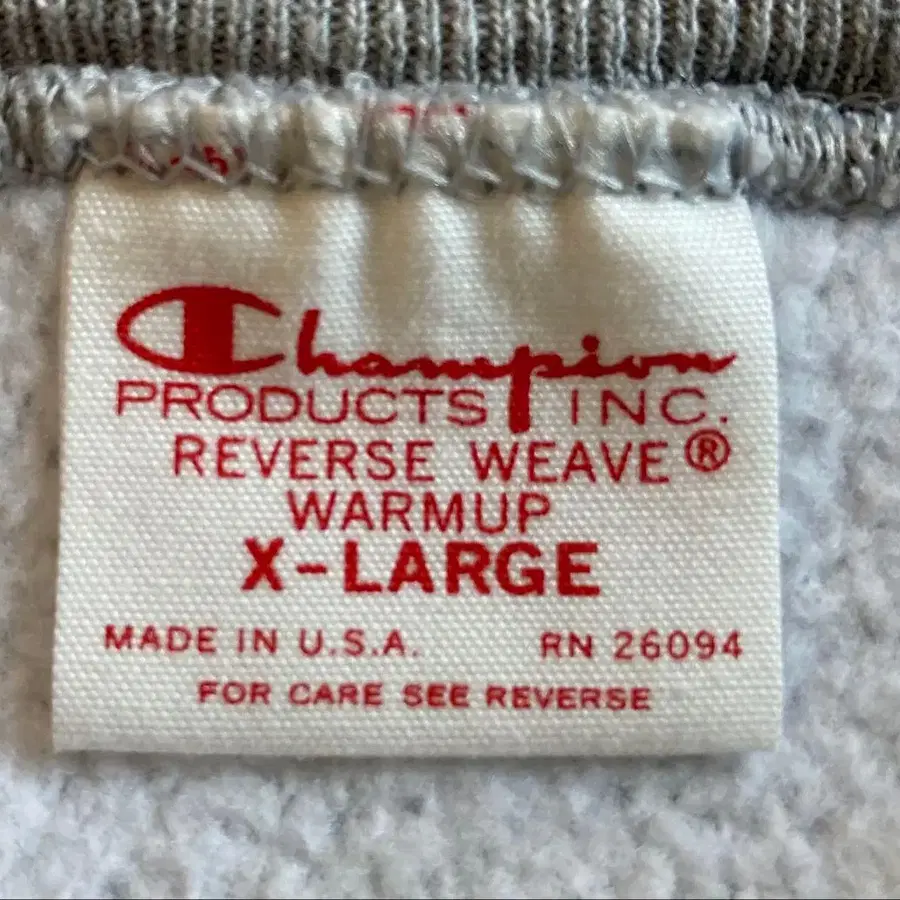 Champion
PRODUCTS INC.
REVERSE WEAVE®
WARMUP
X-LARGE
MADE IN U.S.A. RN 26094
FOR CARE SEE REVERSE